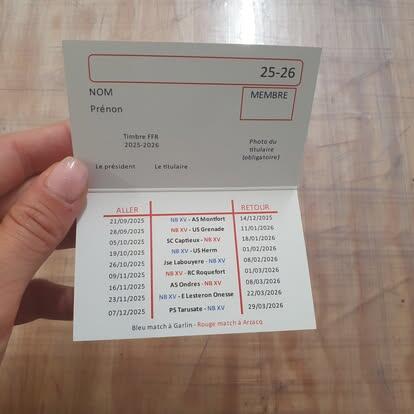 25-26
NOM
MEMBRE
Prénon
Timbre FFR
2025-2026
Photo du
titulaire
(obligatoire)
Le président Le titulaire
ALLER RETOUR
21/09/2025 NB XV - AS Montfort 14/12/2025
28/09/2025 NB XV - US Grenade 11/01/2026
05/10/2025 SC Captieux - NB XV 18/01/2026
19/10/2025 NB XV - US Herm 01/02/2026
26/10/2025 Jse Labouyere - NB XV 08/02/2026
09/11/2025 NB XV - RC Roquefort 01/03/2026
16/11/2025 AS Ondres - NB XV 08/03/2026
23/11/2025 NB XV - E Lesteron Onesse 22/03/2026
07/12/2025 PS Tarusate - NB XV 29/03/2026
Bleu match à Garlin - Rouge match à Arzacq